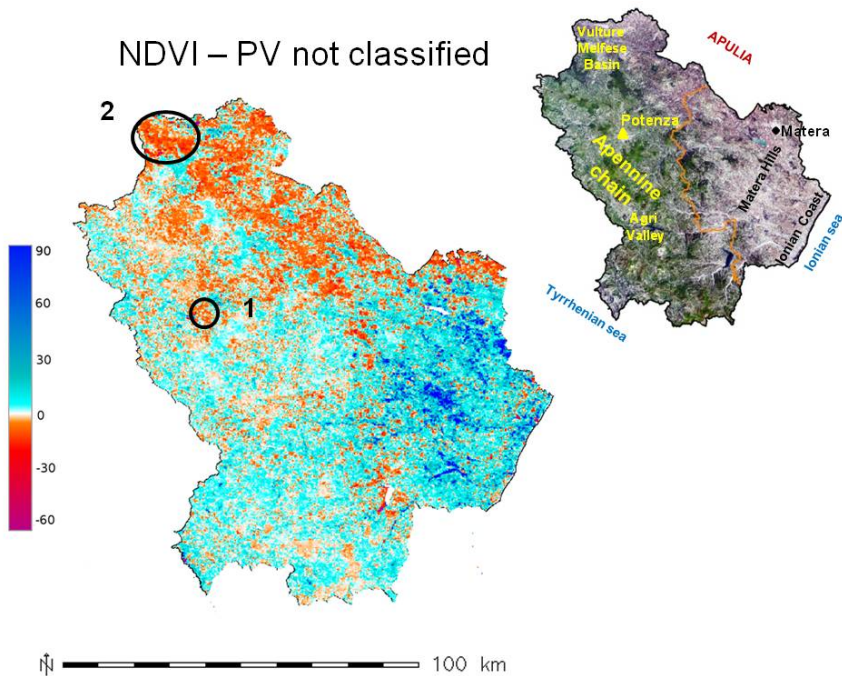 NDVI – PV not classified
2
1
90
60
30
0
-30
-60
N
100 km
Vulture
Melfese
Basin
APULIA
Potenza
Matera
Apennine
chain
Matera Hills
Agri
Valley
Ionian Coast
Ionian sea
Tyrrhenian sea